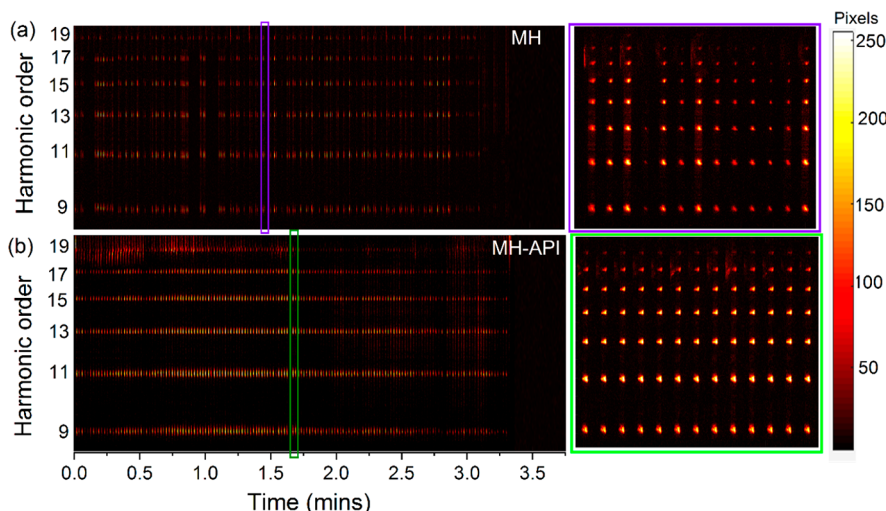 Pixels
(a)
MH
Harmonic order
19
17
15
13
11
9
250
200
150
100
50
(b)
MH-API
Harmonic order
19
17
15
13
11
9
0.0 0.5 1.0 1.5 2.0 2.5 3.0 3.5
Time (mins)